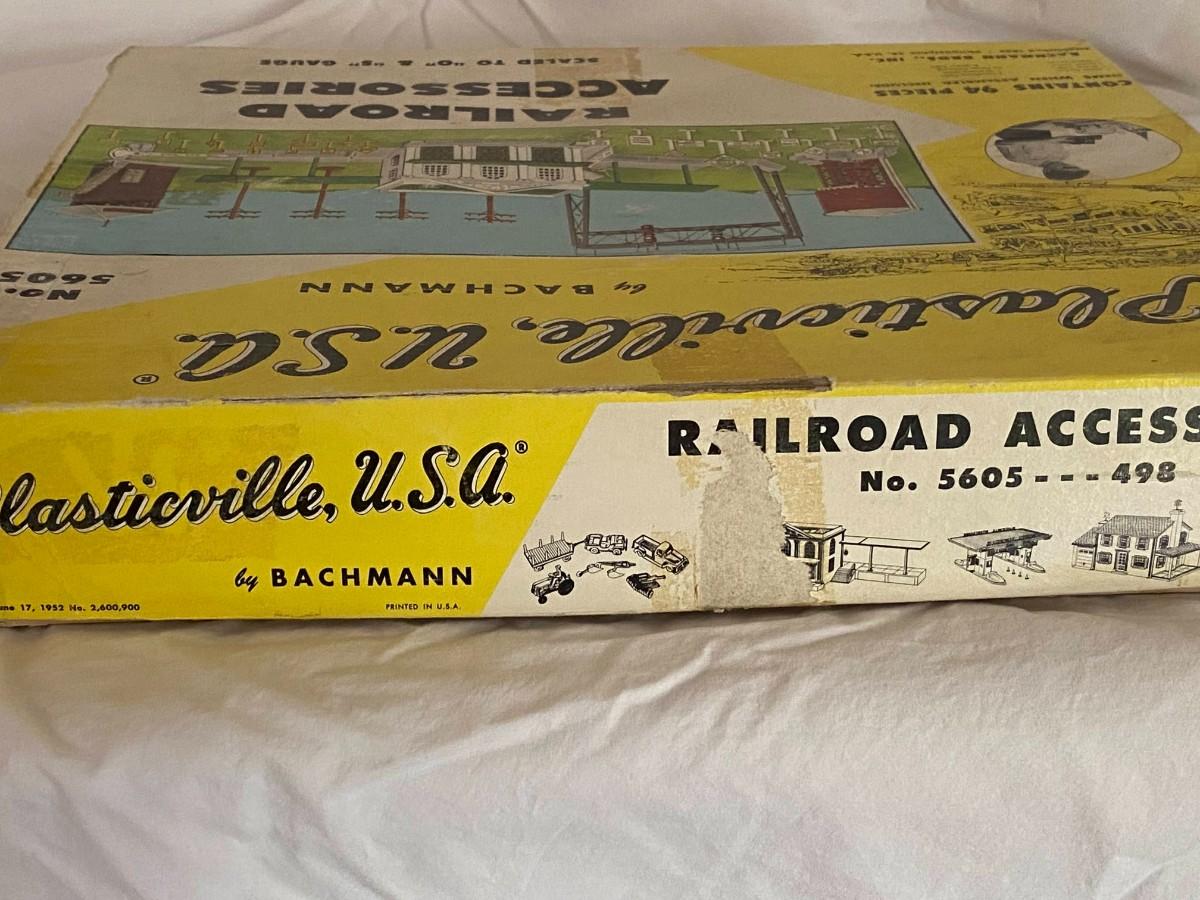 SCALED TO "O" & "S" GAUGE
RAILROAD
ACCESSORIES
CONTAINS 94 PIECES
No.
5605
by BACHMANN
Plasticville, U.S.A.®
lasticville, U.S.A.®
by BACHMANN
une 17, 1952 No. 2,600,900
PRINTED IN U.S.A.
RAILROAD ACCESS
No. 5605 - - - 498